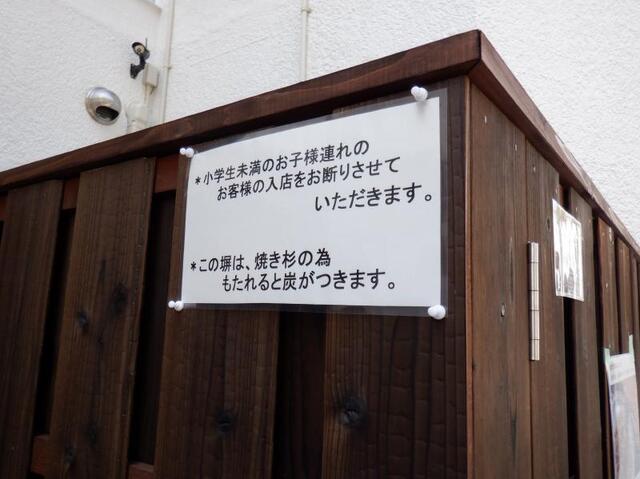 *小学生未満のお子様連れの
お客様の入店をお断りさせて
いただきます。
*この塀は、焼き杉の為
もたれると炭がつきます。